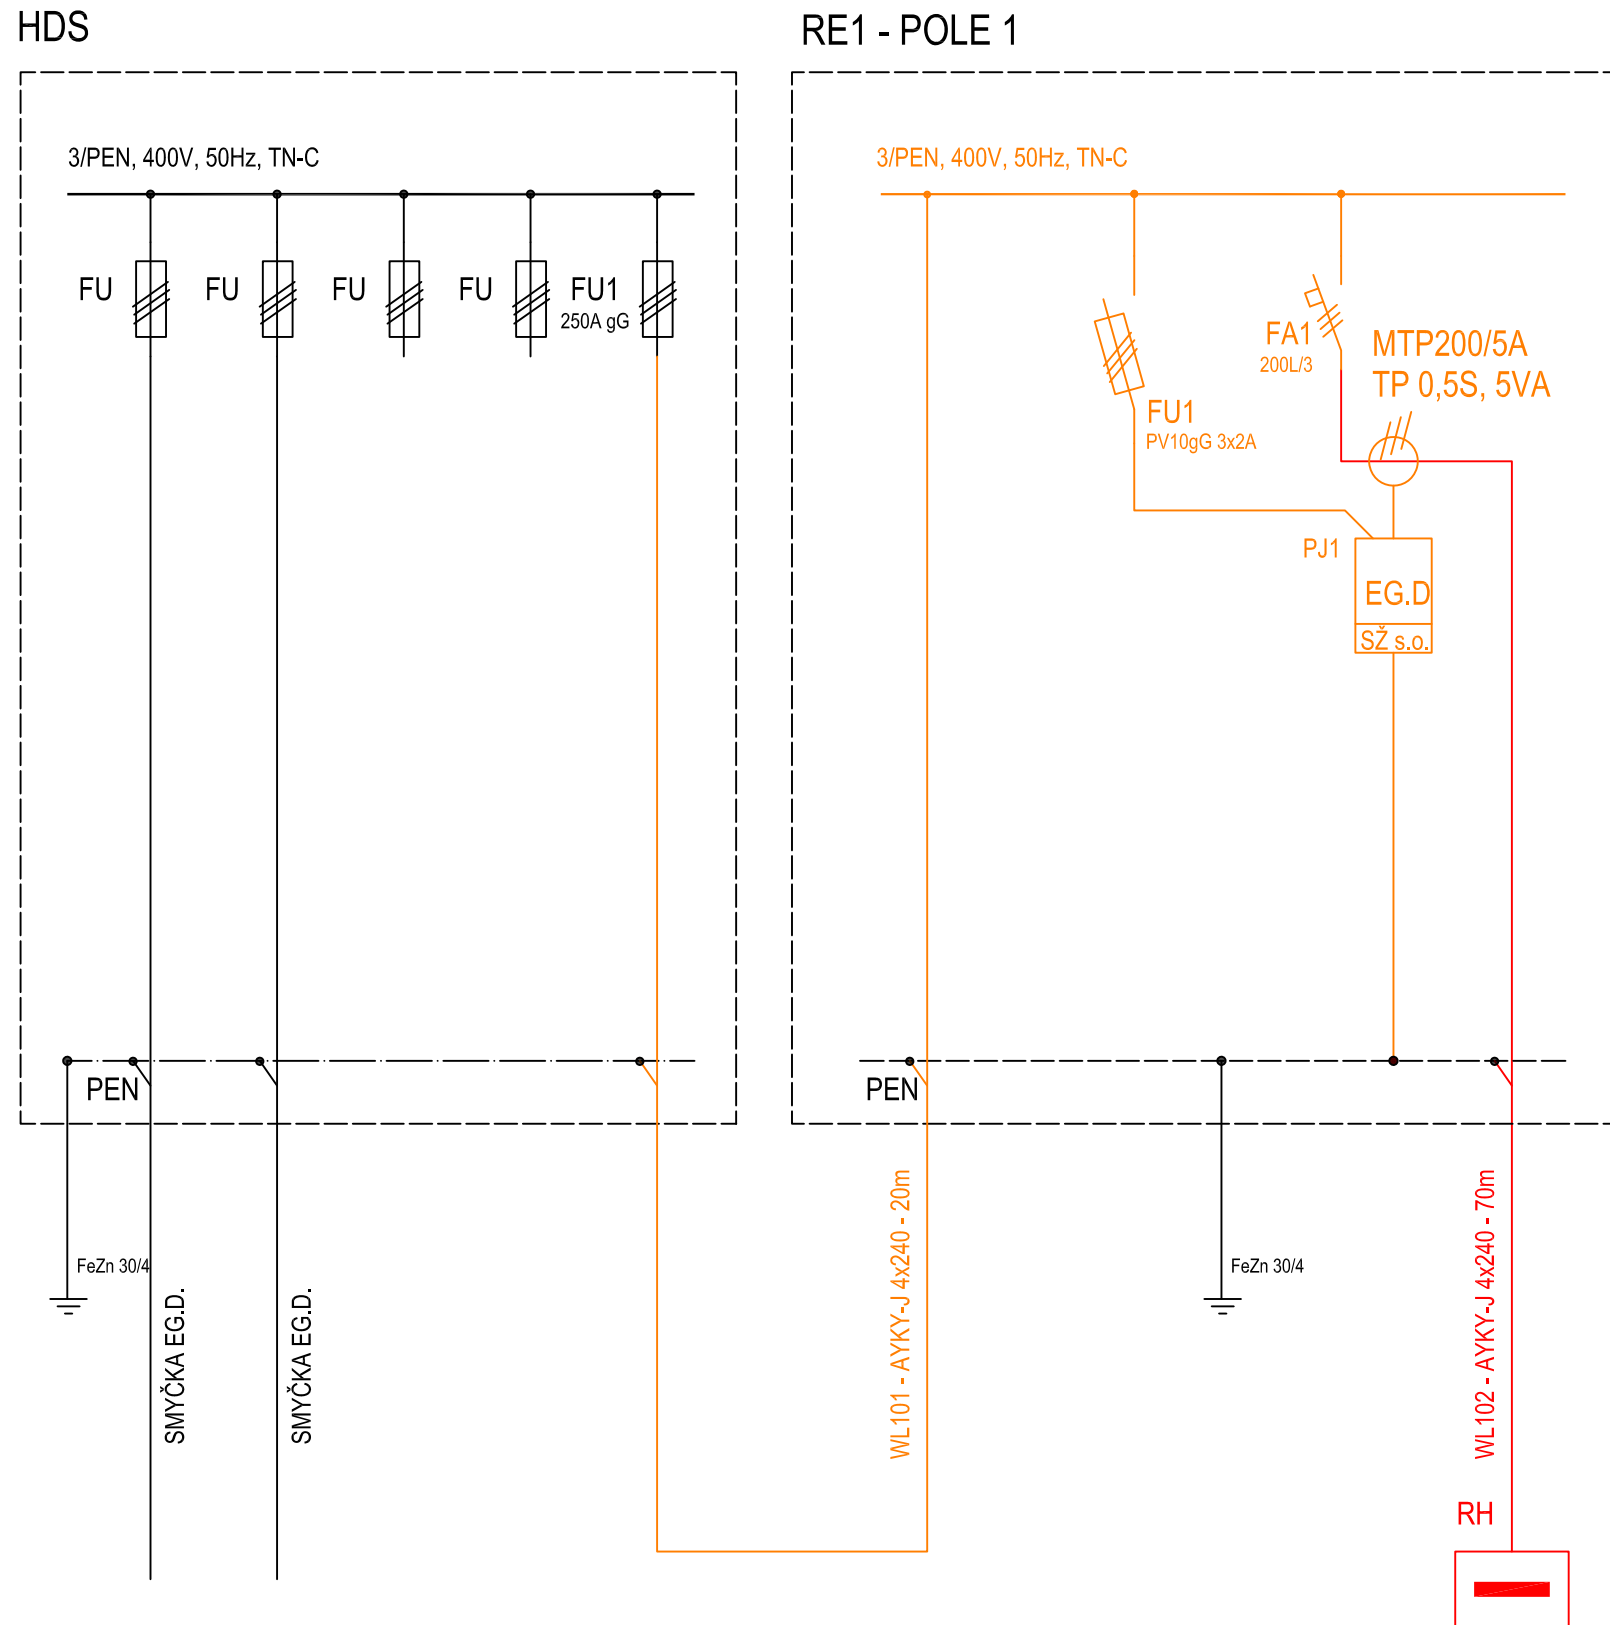 HDS
3/PEN, 400V, 50Hz, TN-C
FU
FU
FU
FU
FU1
250A gG
PEN
FeZn 30/4
SMYČKA EG.D.
SMYČKA EG.D.
RE1 - POLE 1
3/PEN, 400V, 50Hz, TN-C
FU1
PV10gG 3x2A
FA1
200L/3
MTP200/5A
TP 0,5S, 5VA
PJ1
EG.D
SŽ s.o.
PEN
WL101 - AYKY-J 4x240 - 20m
FeZn 30/4
WL102 - AYKY-J 4x240 - 70m
RH